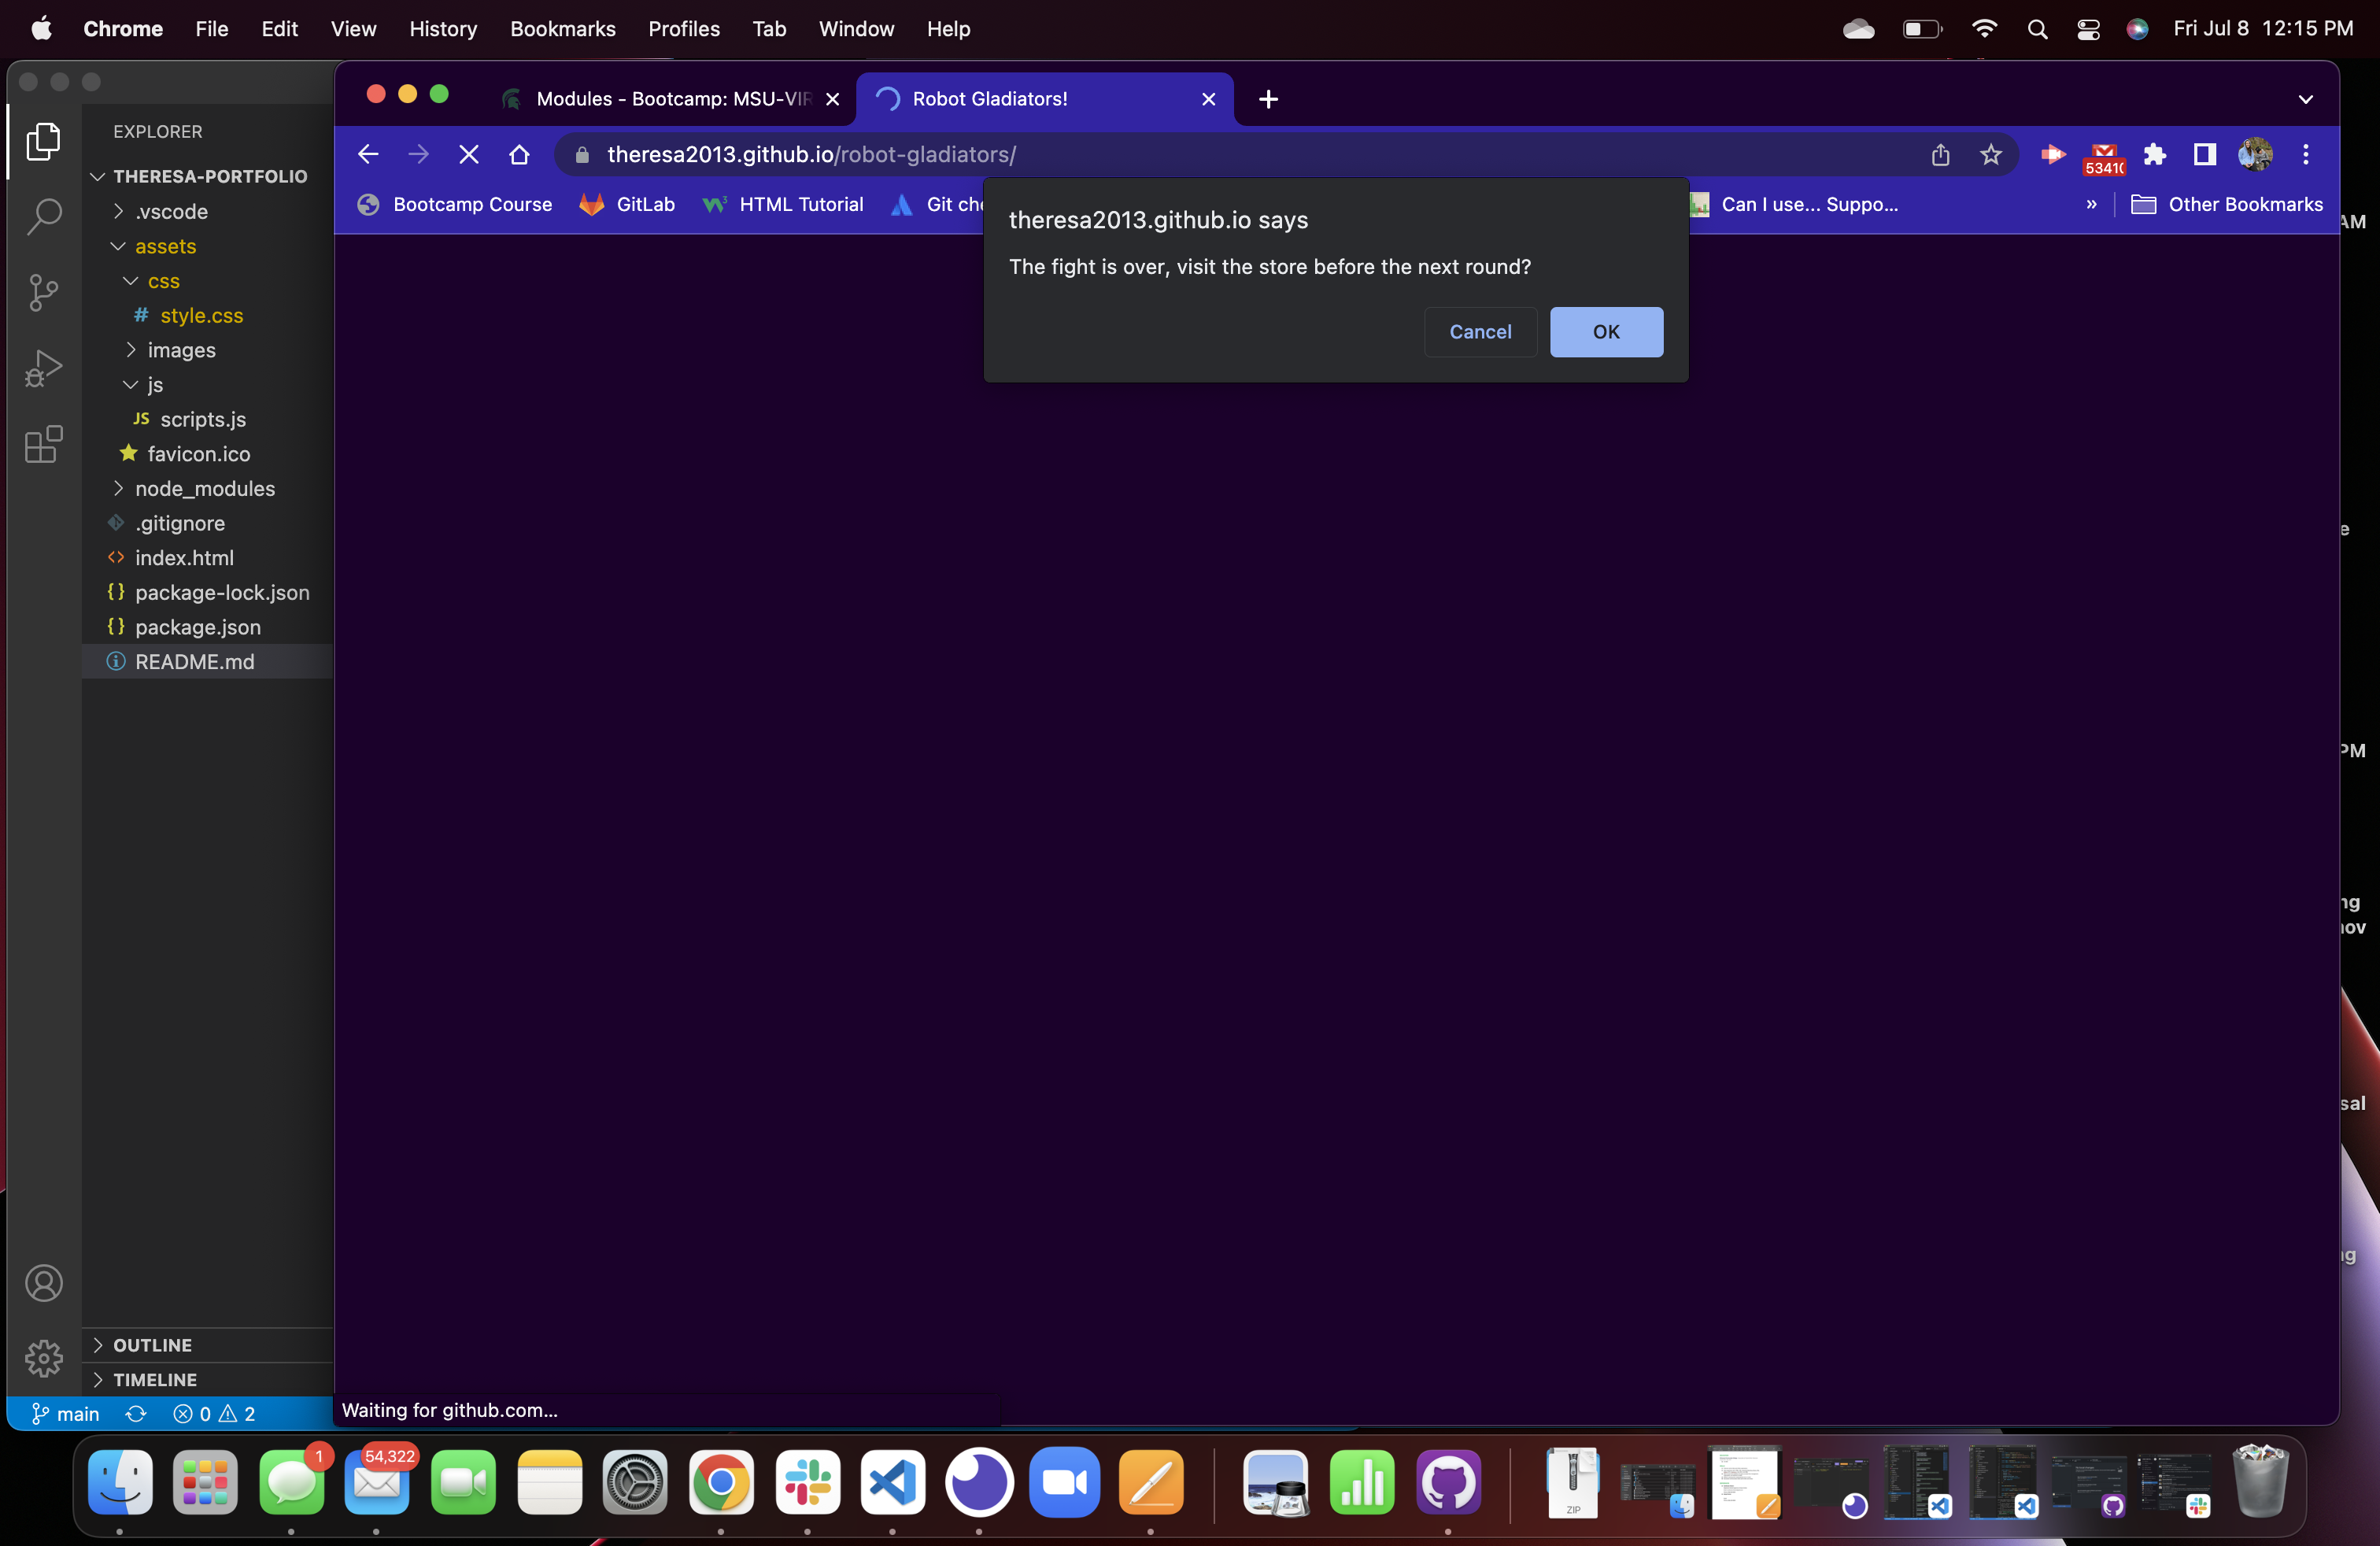 Chrome File Edit View History Bookmarks Profiles Tab Window Help Fri Jul 8 12:15 PM
Modules - Bootcamp: MSU-VIR
Robot Gladiators!
theresa2013.github.io/robot-gladiators/
53410
Bootcamp Course GitLab HTML Tutorial Git che Can I use... Suppo... » Other Bookmarks
theresa2013.github.io says
The fight is over, visit the store before the next round?
Cancel OK
EXPLORER
THERESA-PORTFOLIO
.vscode
assets
css
# style.css
images
js
JS scripts.js
favicon.ico
node_modules
.gitignore
<> index.html
{} package-lock.json
{} package.json
README.md
OUTLINE
TIMELINE
main 0 2
Waiting for github.com...
AM
e
PM
ng
nov
sal
ng
1
54,322
ZIP